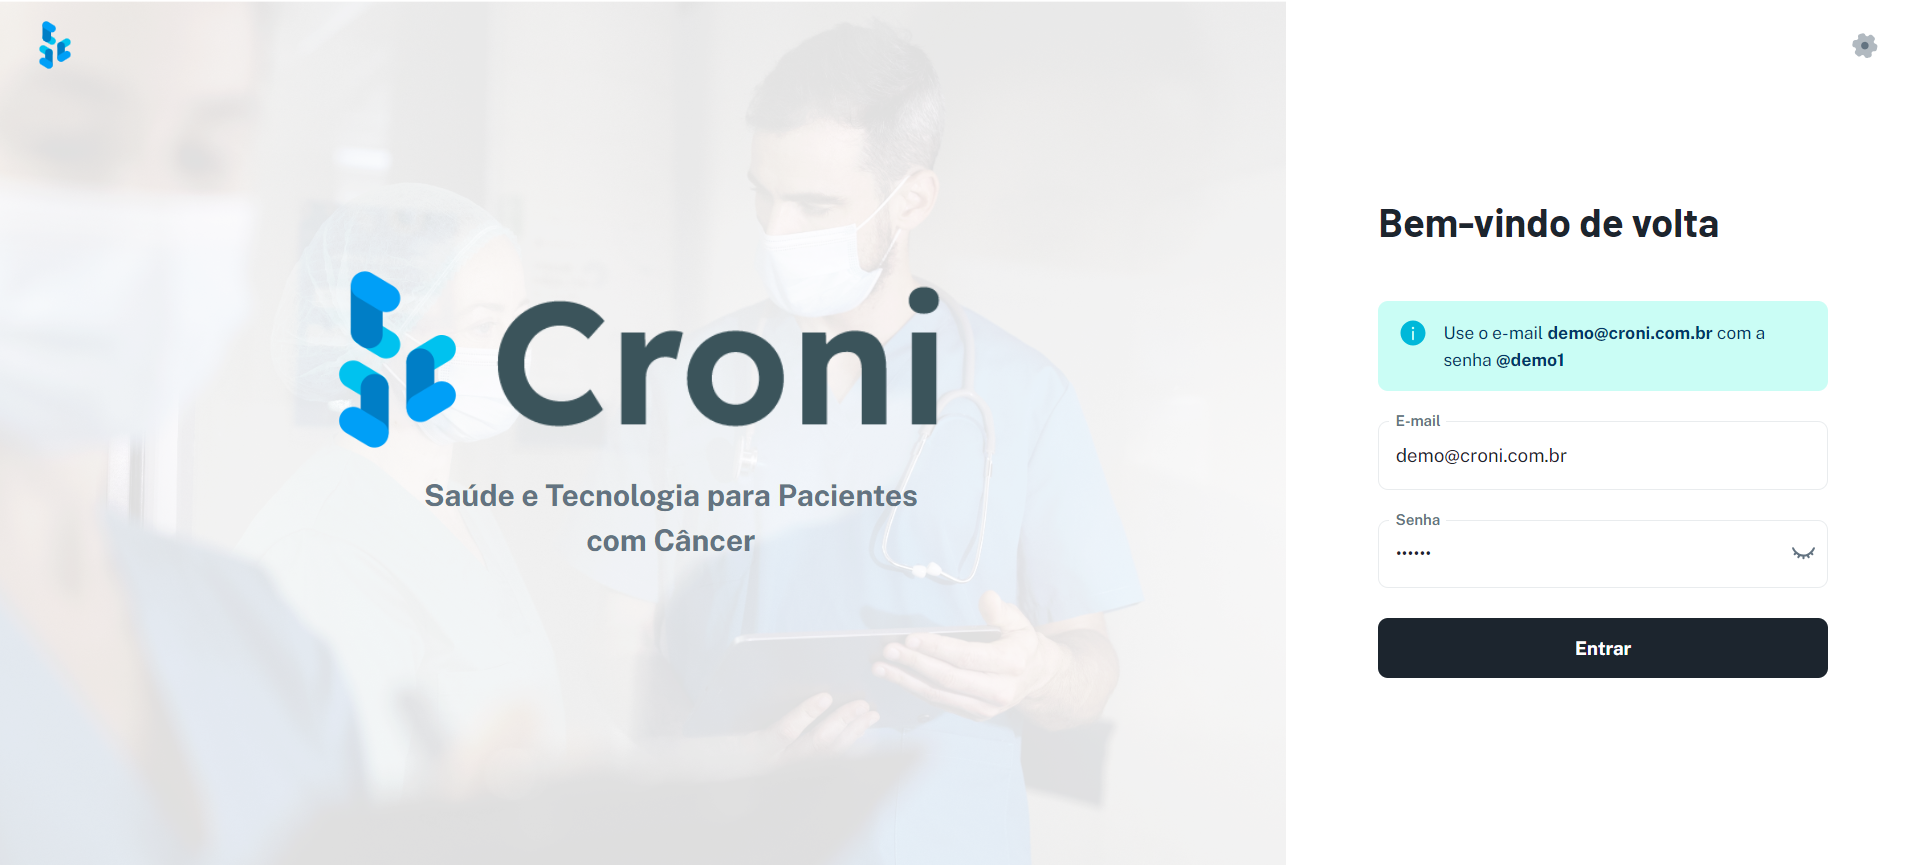 Croni
Saúde e Tecnologia para Pacientes
com Câncer
Bem-vindo de volta
Use o e-mail demo@croni.com.br com a
senha @demo1
E-mail
demo@croni.com.br
Senha
••••••
Entrar